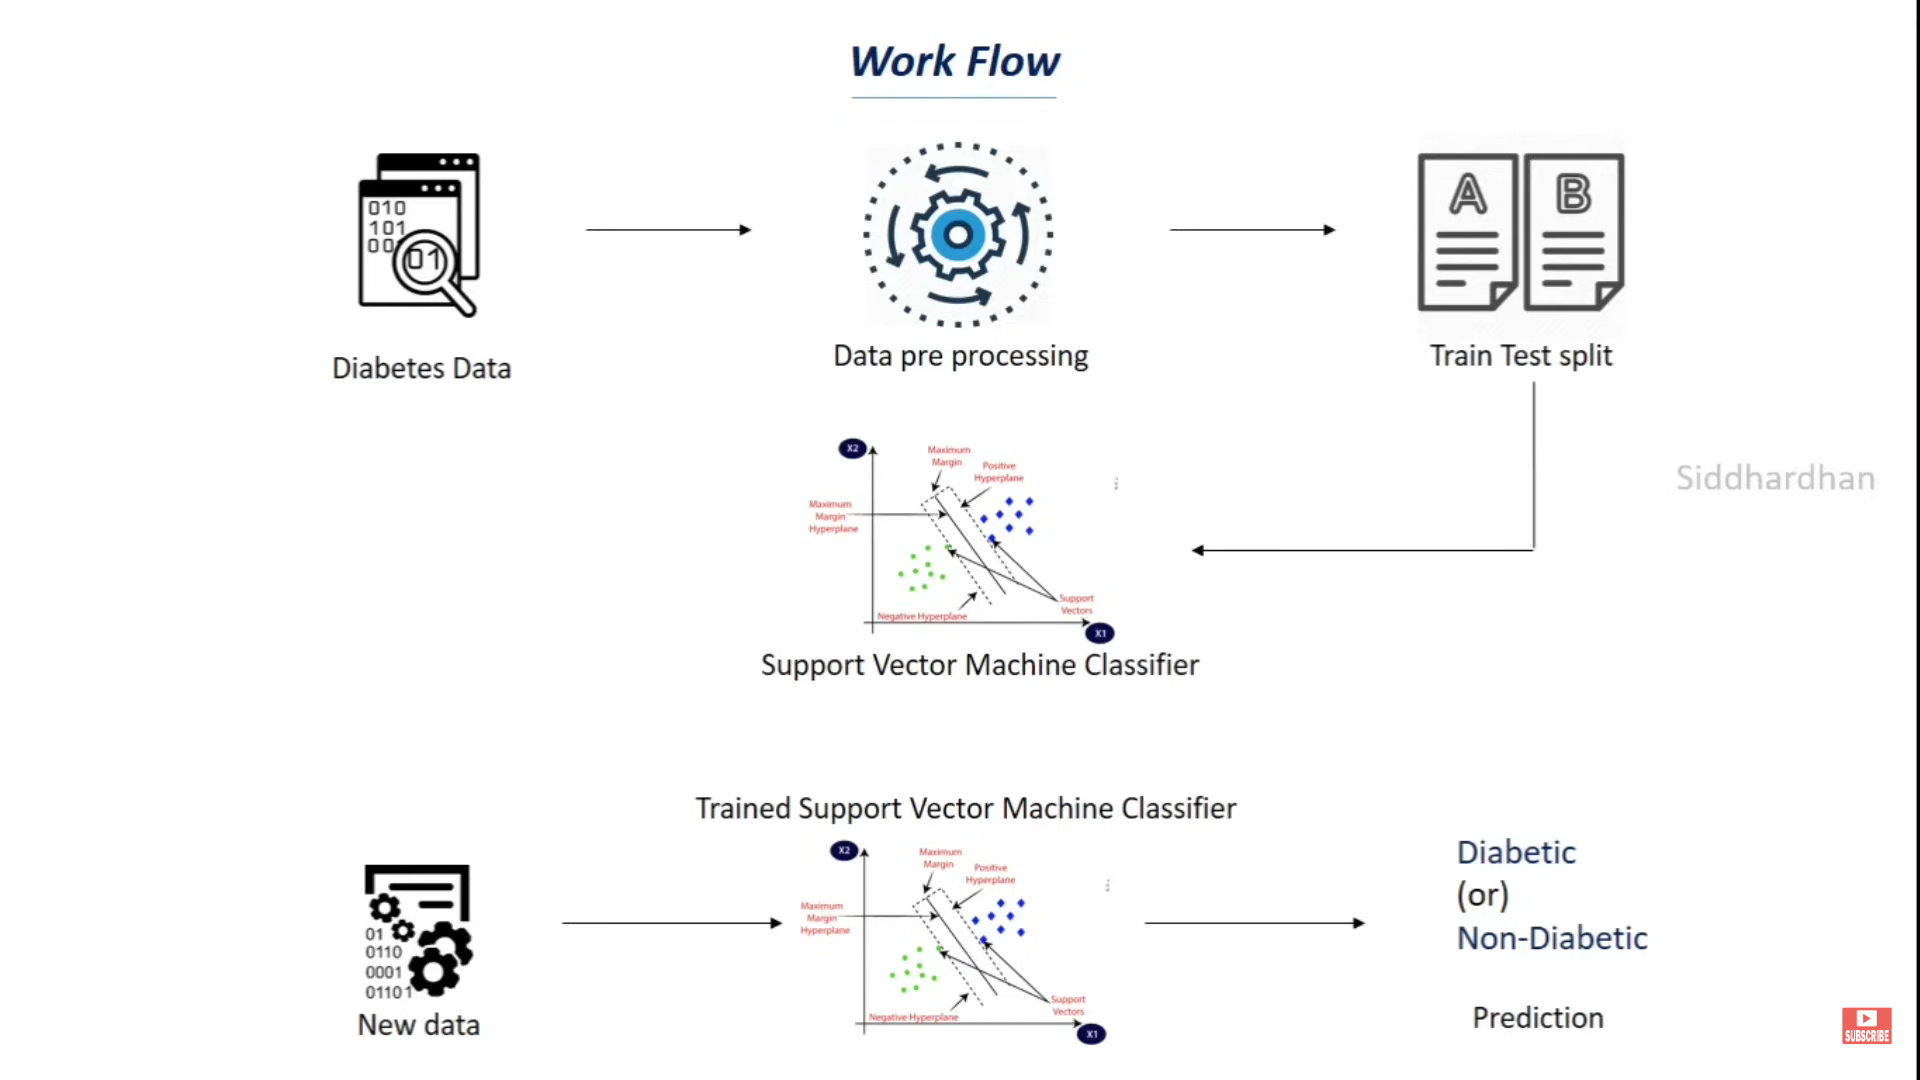 Work Flow
010
101
00
01
A
B
Diabetes Data
Data pre processing
Train Test split
X2
Maximum
Margin
Positive
Hyperplane
Maximum
Margin
Hyperplane
Siddhardhan
Support
Vectors
Negative Hyperplane
X1
Support Vector Machine Classifier
Trained Support Vector Machine Classifier
X2
Maximum
Margin
Positive
Hyperplane
Maximum
Margin
Hyperplane
Support
Vectors
Negative Hyperplane
X1
01
0110
0001
01101
New data
Diabetic
(or)
Non-Diabetic
Prediction
SUBSCRIBE